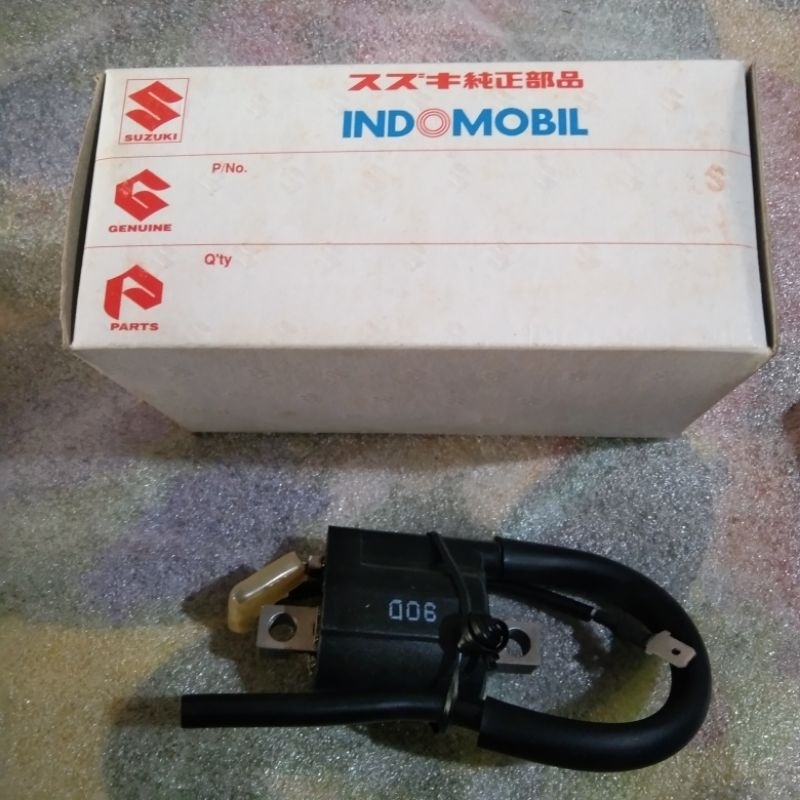 スズキ純正部品
SUZUKI
INDOMOBIL
P/No.
GENUINE
Q'ty
PARTS
006